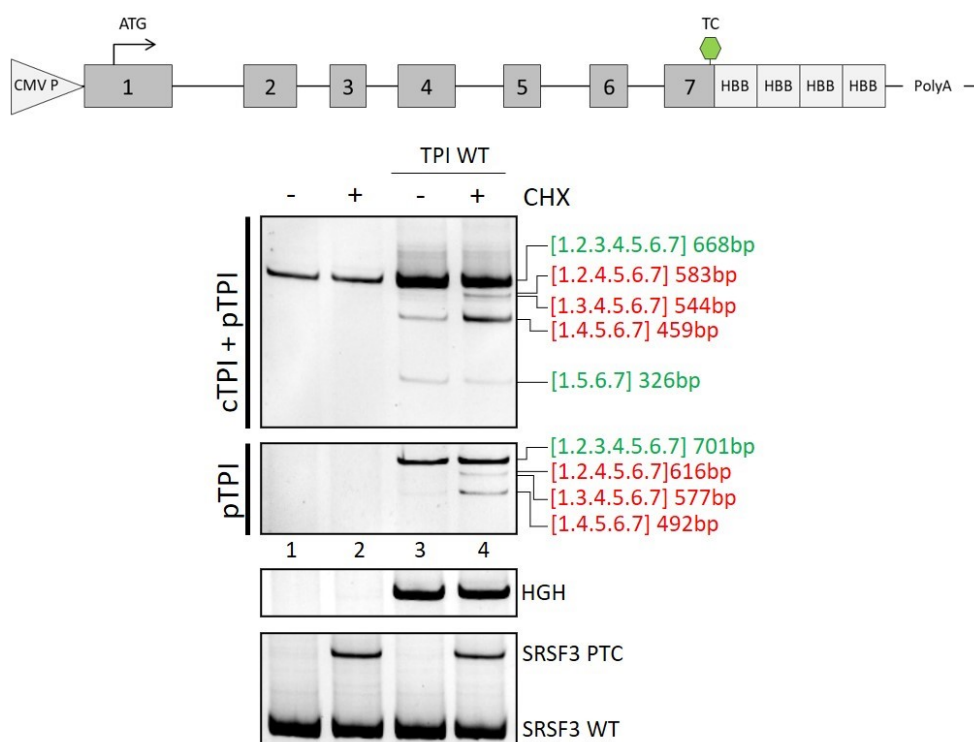 ATG
TC
CMV P
1
2
3
4
5
6
7
HBB
HBB
HBB
HBB
PolyA
TPI WT
- + - + CHX
cTPI + pTPI
[1.2.3.4.5.6.7] 668bp
[1.2.4.5.6.7] 583bp
[1.3.4.5.6.7] 544bp
[1.4.5.6.7] 459bp
[1.5.6.7] 326bp
pTPI
[1.2.3.4.5.6.7] 701bp
[1.2.4.5.6.7]616bp
[1.3.4.5.6.7] 577bp
[1.4.5.6.7] 492bp
1 2 3 4
HGH
SRSF3 PTC
SRSF3 WT